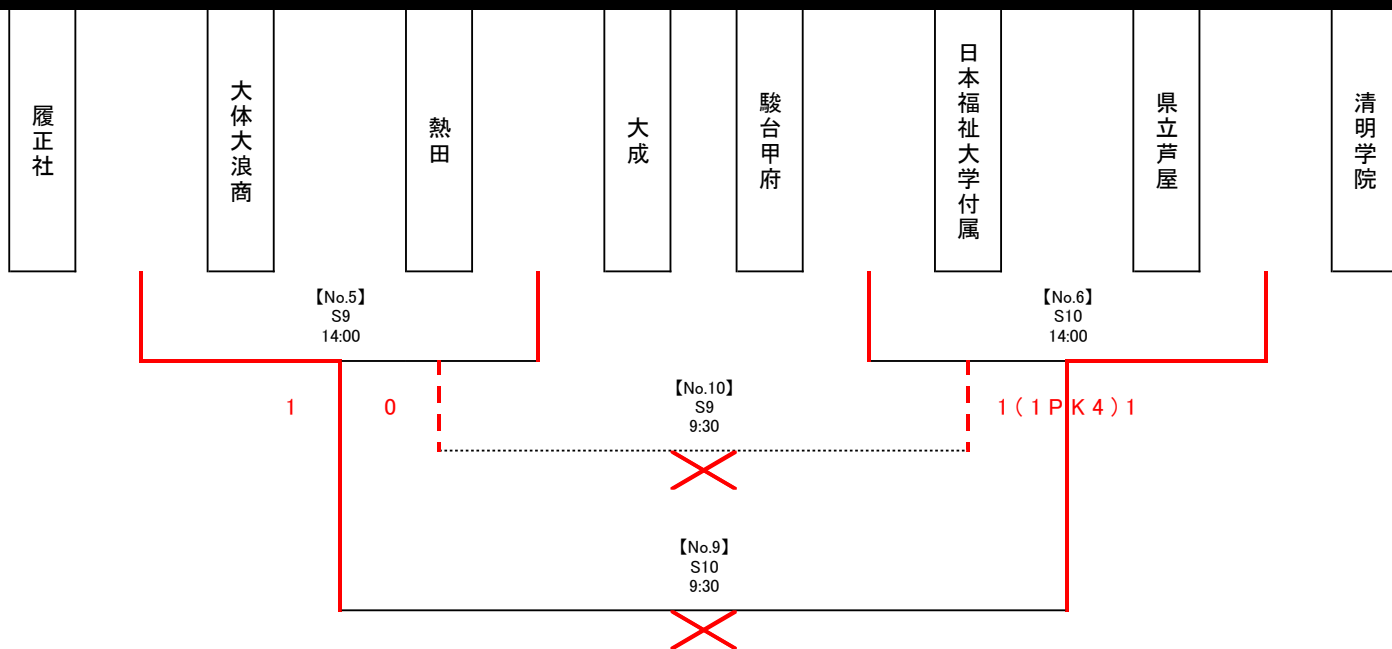 履正社
大体大浪商
熱田
大成
駿台甲府
日本福祉大学付属
県立芦屋
清明学院
【No.5】
S9
14:00
【No.6】
S10
14:00
1
0
【No.10】
S9
9:30
1(1PK4)1
【No.9】
S10
9:30